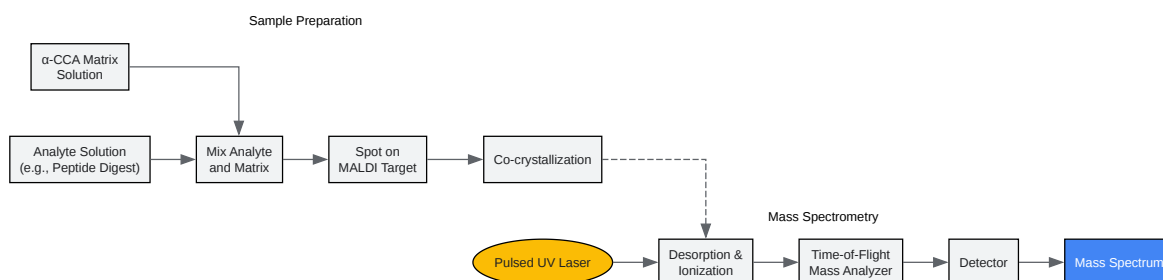 Sample Preparation
α-CCA Matrix
Solution
Analyte Solution
(e.g., Peptide Digest)
Mix Analyte
and Matrix
Spot on
MALDI Target
Co-crystallization
Mass Spectrometry
Pulsed UV Laser
Desorption &
Ionization
Time-of-Flight
Mass Analyzer
Detector
Mass Spectrum